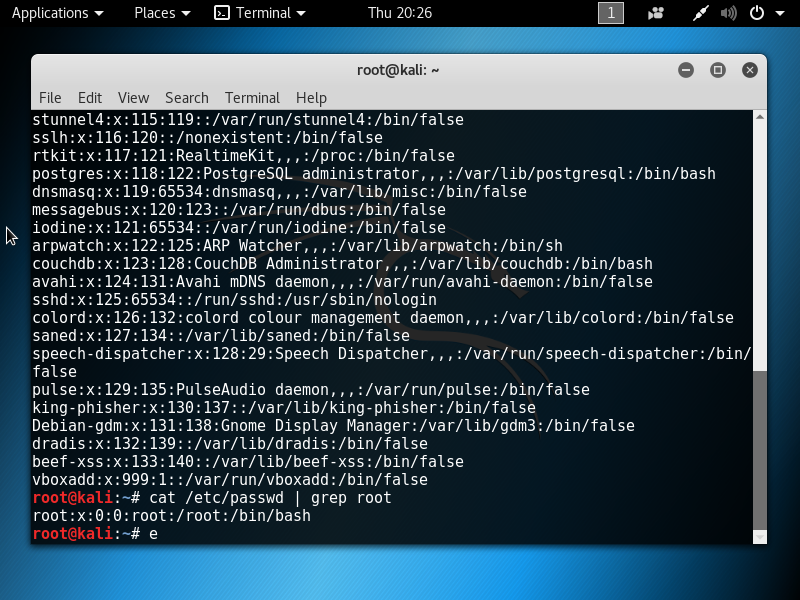 Applications Places Terminal Thu 20:26 1
root@kali: ~
File Edit View Search Terminal Help
stunnel4:x:115:119::/var/run/stunnel4:/bin/false
sslh:x:116:120::/nonexistent:/bin/false
rtkit:x:117:121:RealtimeKit,,,:/proc:/bin/false
postgres:x:118:122:PostgreSQL administrator,,,:/var/lib/postgresql:/bin/bash
dnsmasq:x:119:65534:dnsmasq,,,:/var/lib/misc:/bin/false
messagebus:x:120:123::/var/run/dbus:/bin/false
iodine:x:121:65534::/var/run/iodine:/bin/false
arpwatch:x:122:125:ARP Watcher,,,:/var/lib/arpwatch:/bin/sh
couchdb:x:123:128:CouchDB Administrator,,,:/var/lib/couchdb:/bin/bash
avahi:x:124:131:Avahi mDNS daemon,,,:/var/run/avahi-daemon:/bin/false
sshd:x:125:65534::/run/sshd:/usr/sbin/nologin
colord:x:126:132:colord colour management daemon,,,:/var/lib/colord:/bin/false
saned:x:127:134::/var/lib/saned:/bin/false
speech-dispatcher:x:128:29:Speech Dispatcher,,,:/var/run/speech-dispatcher:/bin/
false
pulse:x:129:135:PulseAudio daemon,,,:/var/run/pulse:/bin/false
king-phisher:x:130:137::/var/lib/king-phisher:/bin/false
Debian-gdm:x:131:138:Gnome Display Manager:/var/lib/gdm3:/bin/false
dradis:x:132:139::/var/lib/dradis:/bin/false
beef-xss:x:133:140::/var/lib/beef-xss:/bin/false
vboxadd:x:999:1::/var/run/vboxadd:/bin/false
root@kali:~# cat /etc/passwd | grep root
root:x:0:0:root:/root:/bin/bash
root@kali:~# e